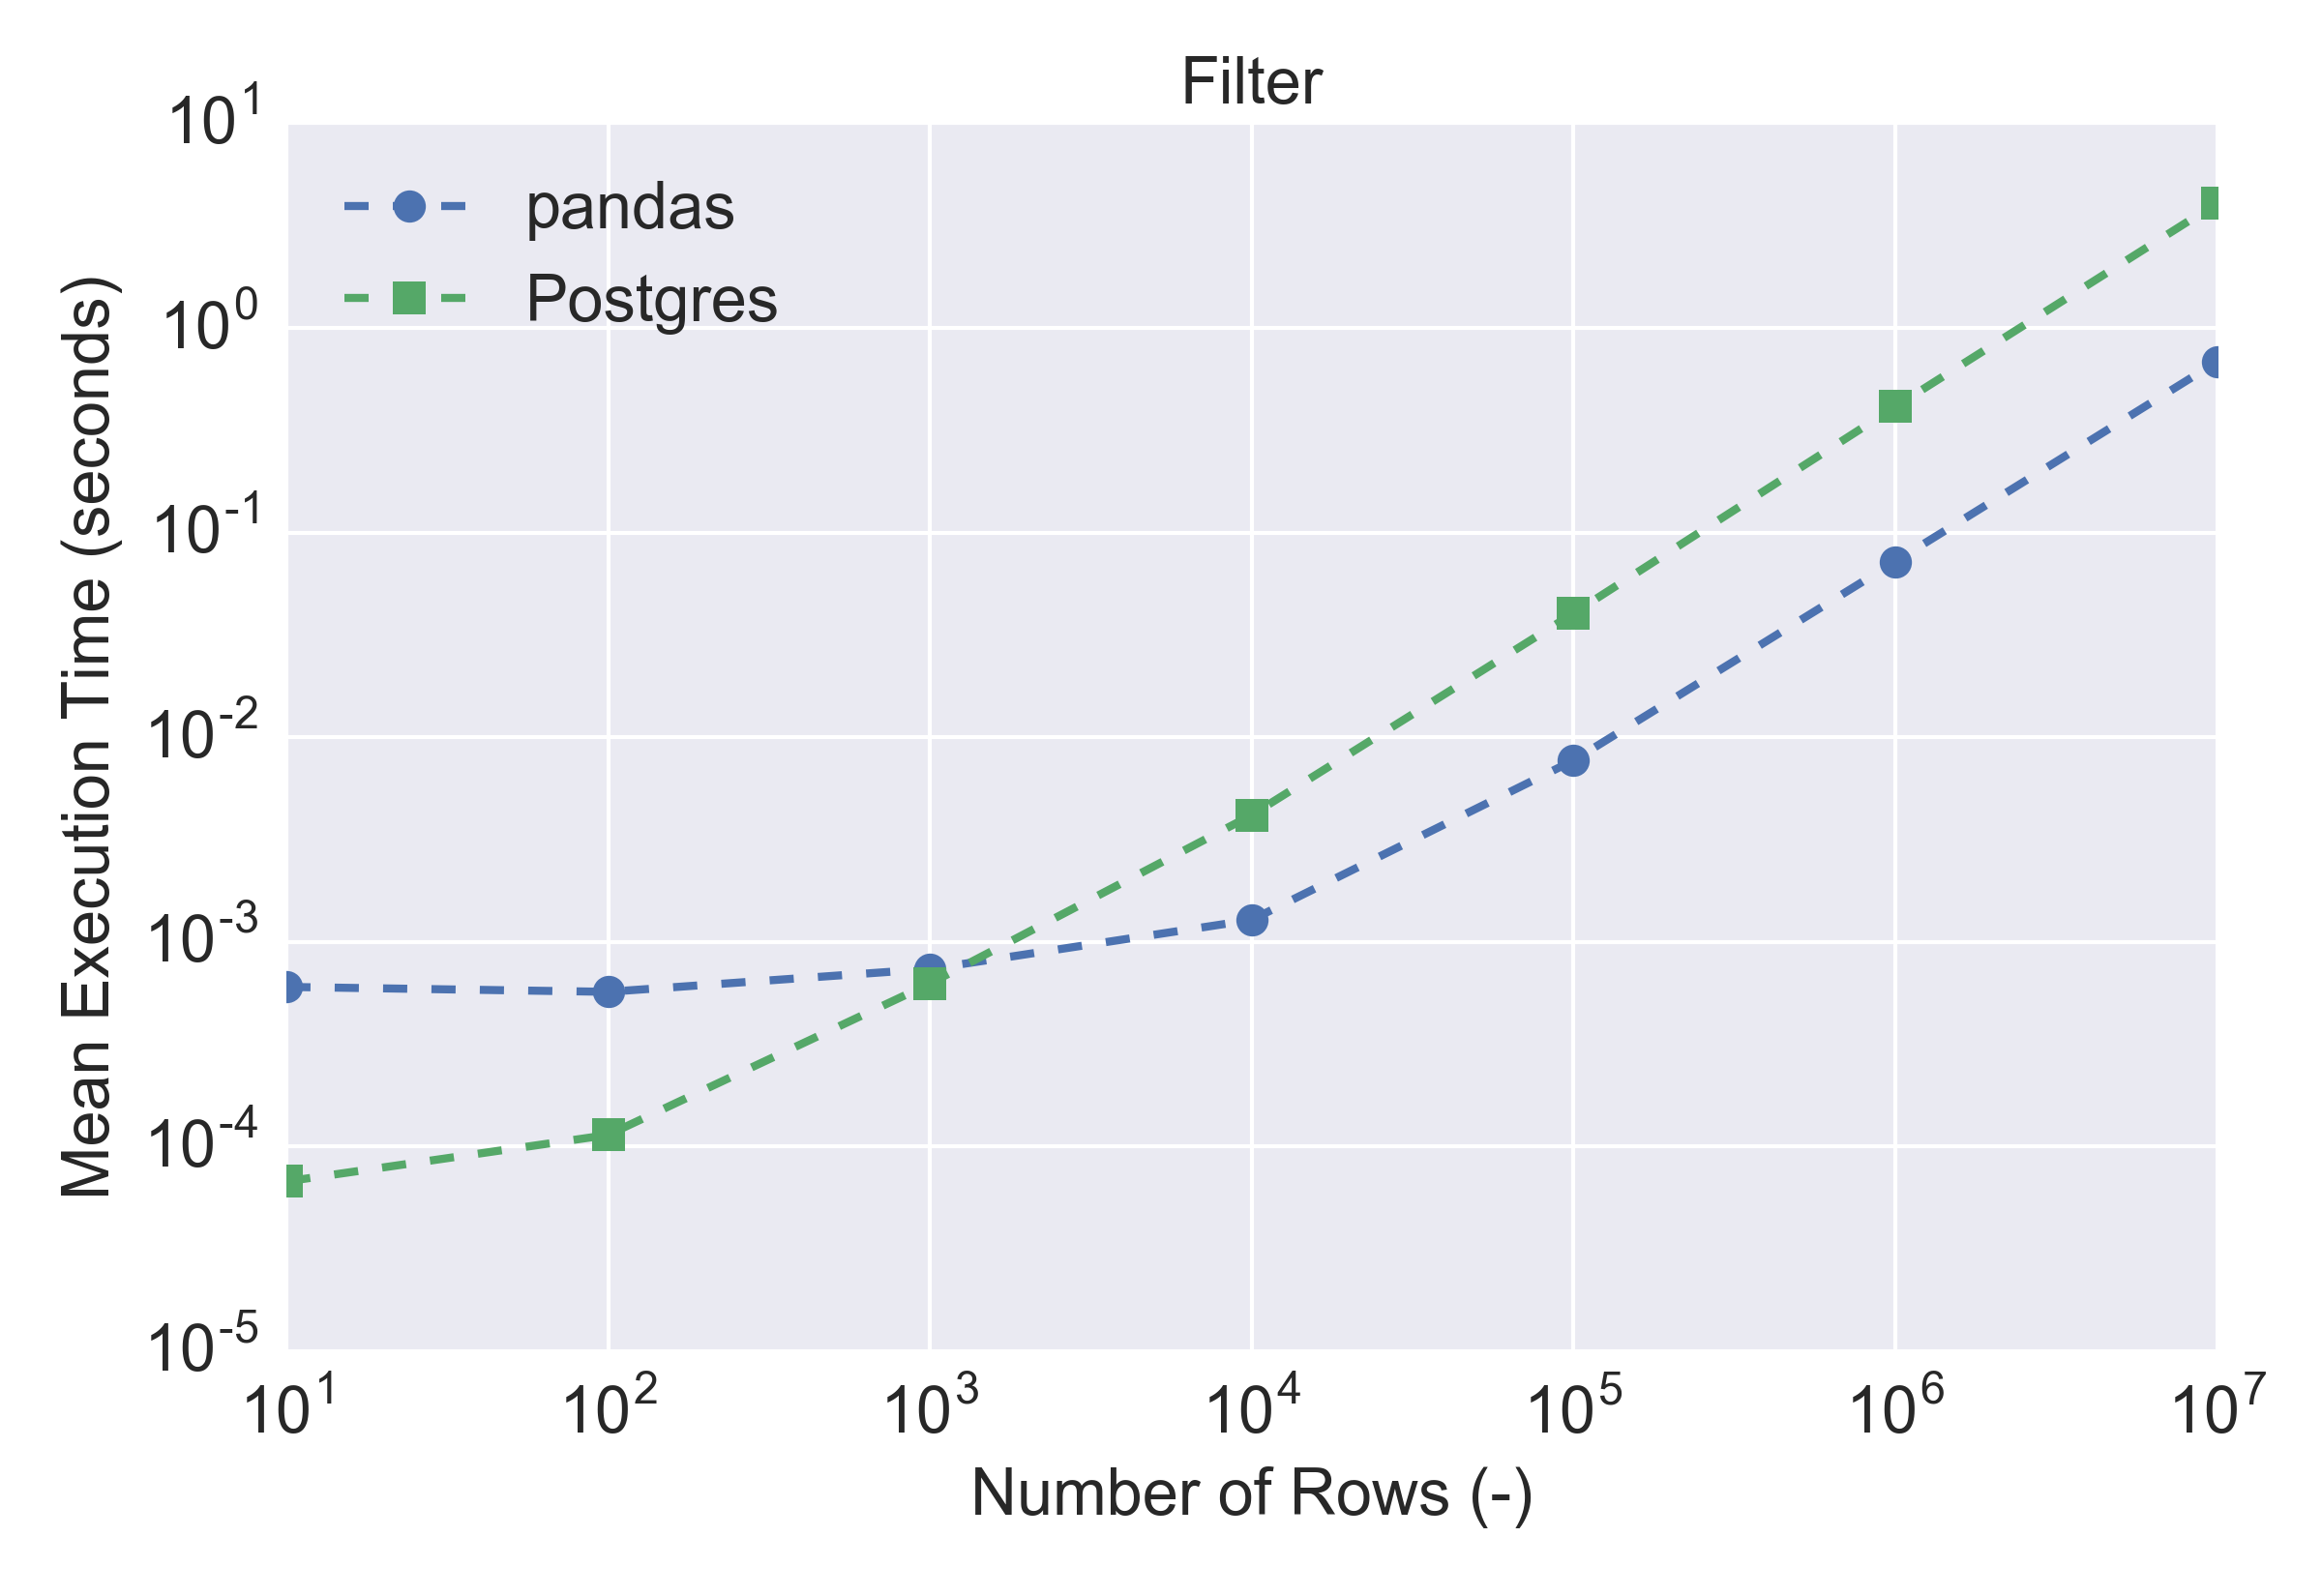 Filter
10^1
10^0
10^-1
10^-2
10^-3
10^-4
10^-5
Mean Execution Time (seconds)
pandas
Postgres
10^1 10^2 10^3 10^4 10^5 10^6 10^7
Number of Rows (-)